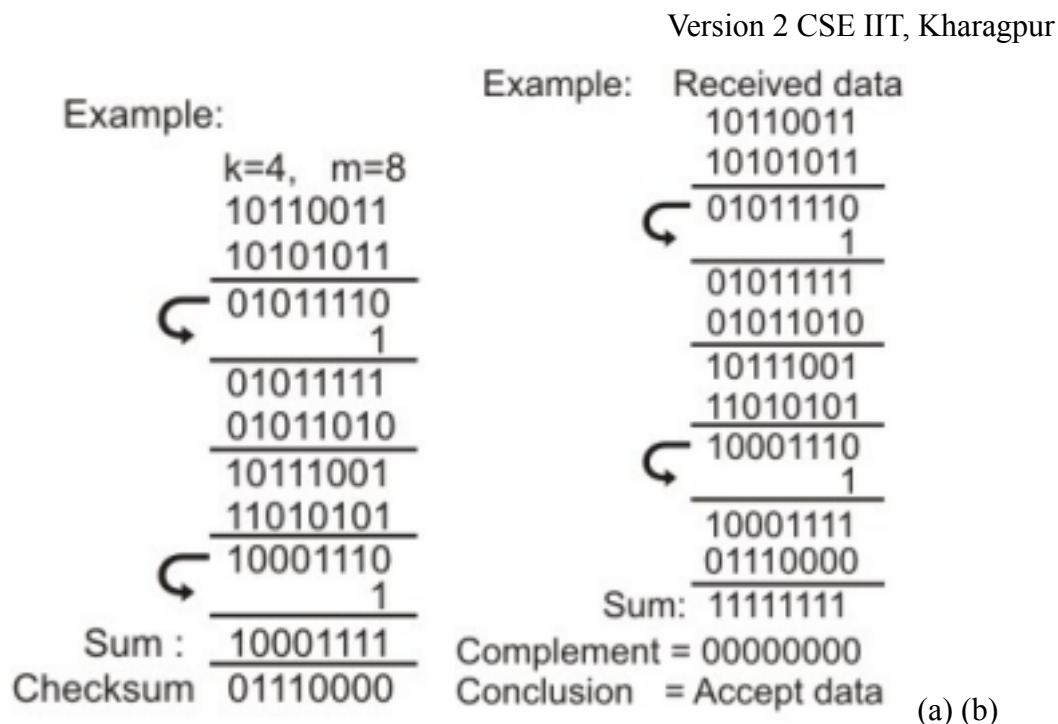 Version 2 CSE IIT, Kharagpur
Example:
k=4, m=8
10110011
10101011
01011110
1
01011111
01011010
10111001
11010101
10001110
1
Sum : 10001111
Checksum 01110000
Example: Received data
10110011
10101011
01011110
1
01011111
01011010
10111001
11010101
10001110
1
10001111
01110000
Sum: 11111111
Complement = 00000000
Conclusion = Accept data
(a) (b)